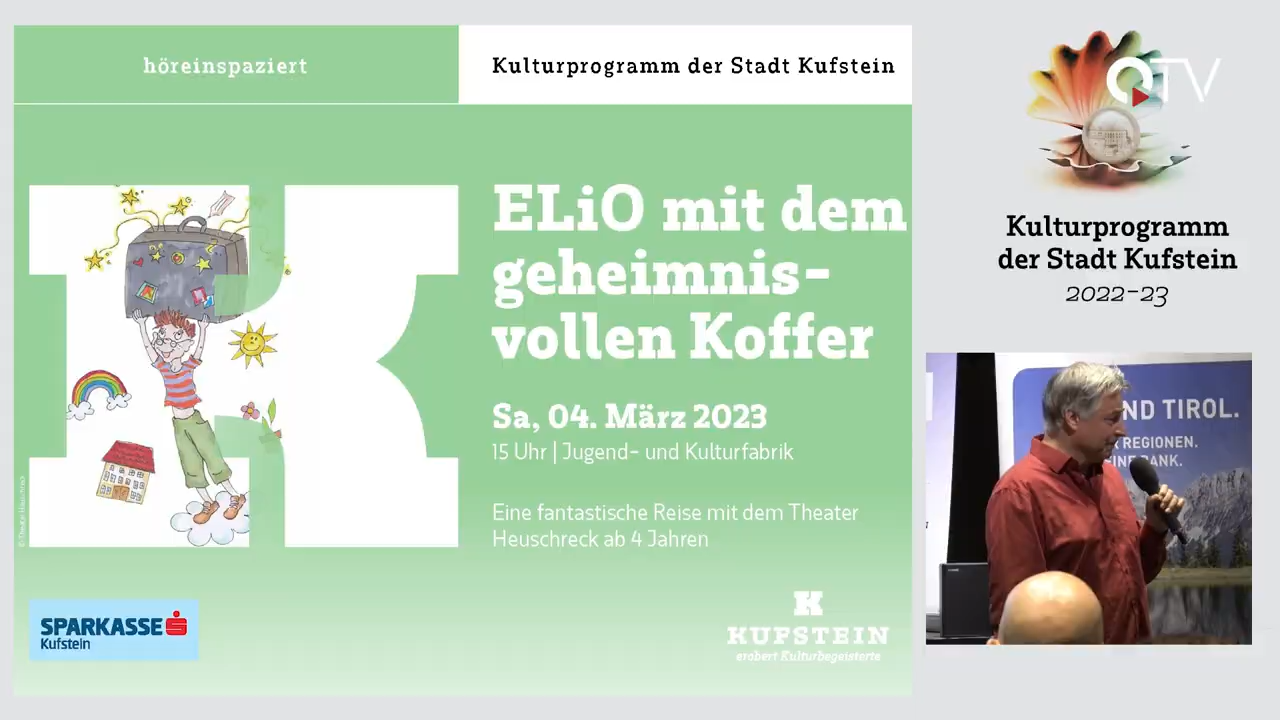 höreinspaziert
Kulturprogramm der Stadt Kufstein
ELiO mit dem
geheimnis-
vollen Koffer
Sa, 04. März 2023
15 Uhr | Jugend- und Kulturfabrik
Eine fantastische Reise mit dem Theater
Heuschreck ab 4 Jahren
SPARKASSE
Kufstein
K
KUFSTEIN
erobert Kulturbegeisterte
QTV
Kulturprogramm
der Stadt Kufstein
2022-23
ND TIROL.
R REGIONEN.
INE BANK.